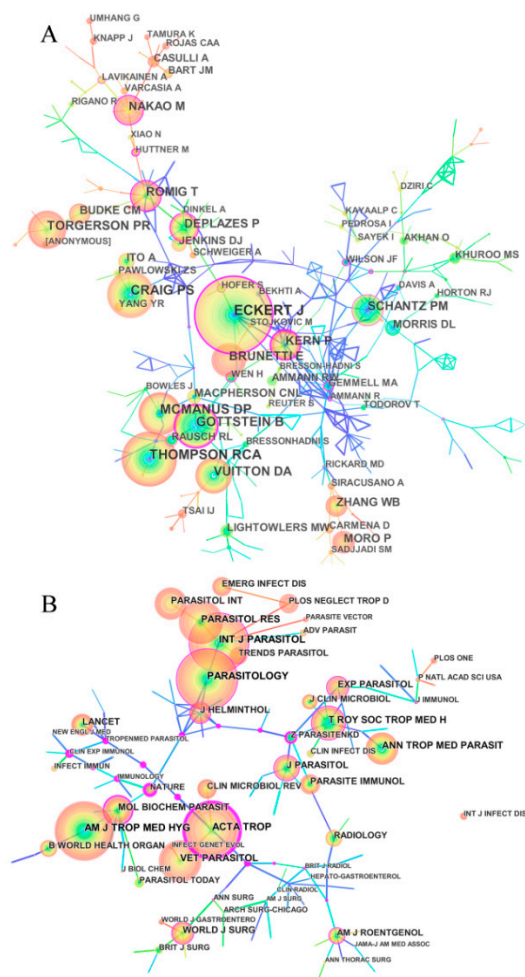 A
UMHANG G
KNAPP J
TAMURA K
ROJAS CAA
CASULLI A
LAVIKAINEN A
BART JM
VARCASIA A
RIGANO R
NAKAO M
XIAO N
HUTTNER M
DZIRI C
ROMIG T
KAYAALP C
PEDROSA I
BUDKE CM
DINKEL A
DEPLAZES P
SAYEK I
AKHAN O
TORGERSON PR
[ANONYMOUS]
JENKINS DJ
SCHWEIGER A
WILSON JF
KHUROO MS
ITO A
PAWLOWSKI ZS
DAVIS A
HORTON RJ
CRAIG PS
YANG YR
HOFER S
BEKHTI A
SCHANTZ PM
ECKERT J
STOJKOVIC M
MORRIS DL
KERN P
BRUNETTI E
BRESSON-HADNI S
WEN H
AMMANN RW
GEMMELL MA
BOWLES J
MACPHERSON CNL
AMMANN R
REUTER S
TODOROV T
MCMANUS DP
GOTTSTEIN B
RAUSCH RL
BRESSONHADNI S
THOMPSON RCA
RICKARD MD
VUITTON DA
SIRACUSANO A
ZHANG WB
TSAI IJ
LIGHTOWLERS MW
CARMENA D
MORO P
SADJJADI SM
B
EMERG INFECT DIS
PARASITOL INT
PLOS NEGLECT TROP D
PARASITOL RES
PARASITE VECTOR
INT J PARASITOL
ADV PARASIT
TRENDS PARASITOL
PLOS ONE
PARASITOLOGY
EXP PARASITOL
P NATL ACAD SCI USA
J CLIN MICROBIOL
J IMMUNOL
J HELMINTHOL
LANCET
T ROY SOC TROP MED H
NEW ENGL J MED
TROPENMED PARASITOL
Z PARASITENKD
CLIN EXP IMMUNOL
CLIN INFECT DIS
ANN TROP MED PARASIT
INFECT IMMUN
J PARASITOL
IMMUNOLOGY
NATURE
CLIN MICROBIOL REV
PARASITE IMMUNOL
MOL BIOCHEM PARASIT
INT J INFECT DIS
AM J TROP MED HYG
ACTA TROP
RADIOLOGY
B WORLD HEALTH ORGAN
INFECT GENET EVOL
VET PARASITOL
BRIT J RADIOL
J BIOL CHEM
HEPATO-GASTROENTEROL
PARASITOL TODAY
CLIN RADIOL
ANN SURG
AM J SURG
ARCH SURG-CHICAGO
WORLD J GASTROENTERO
WORLD J SURG
AM J ROENTGENOL
BRIT J SURG
JAMA-J AM MED ASSOC
ANN THORAC SURG